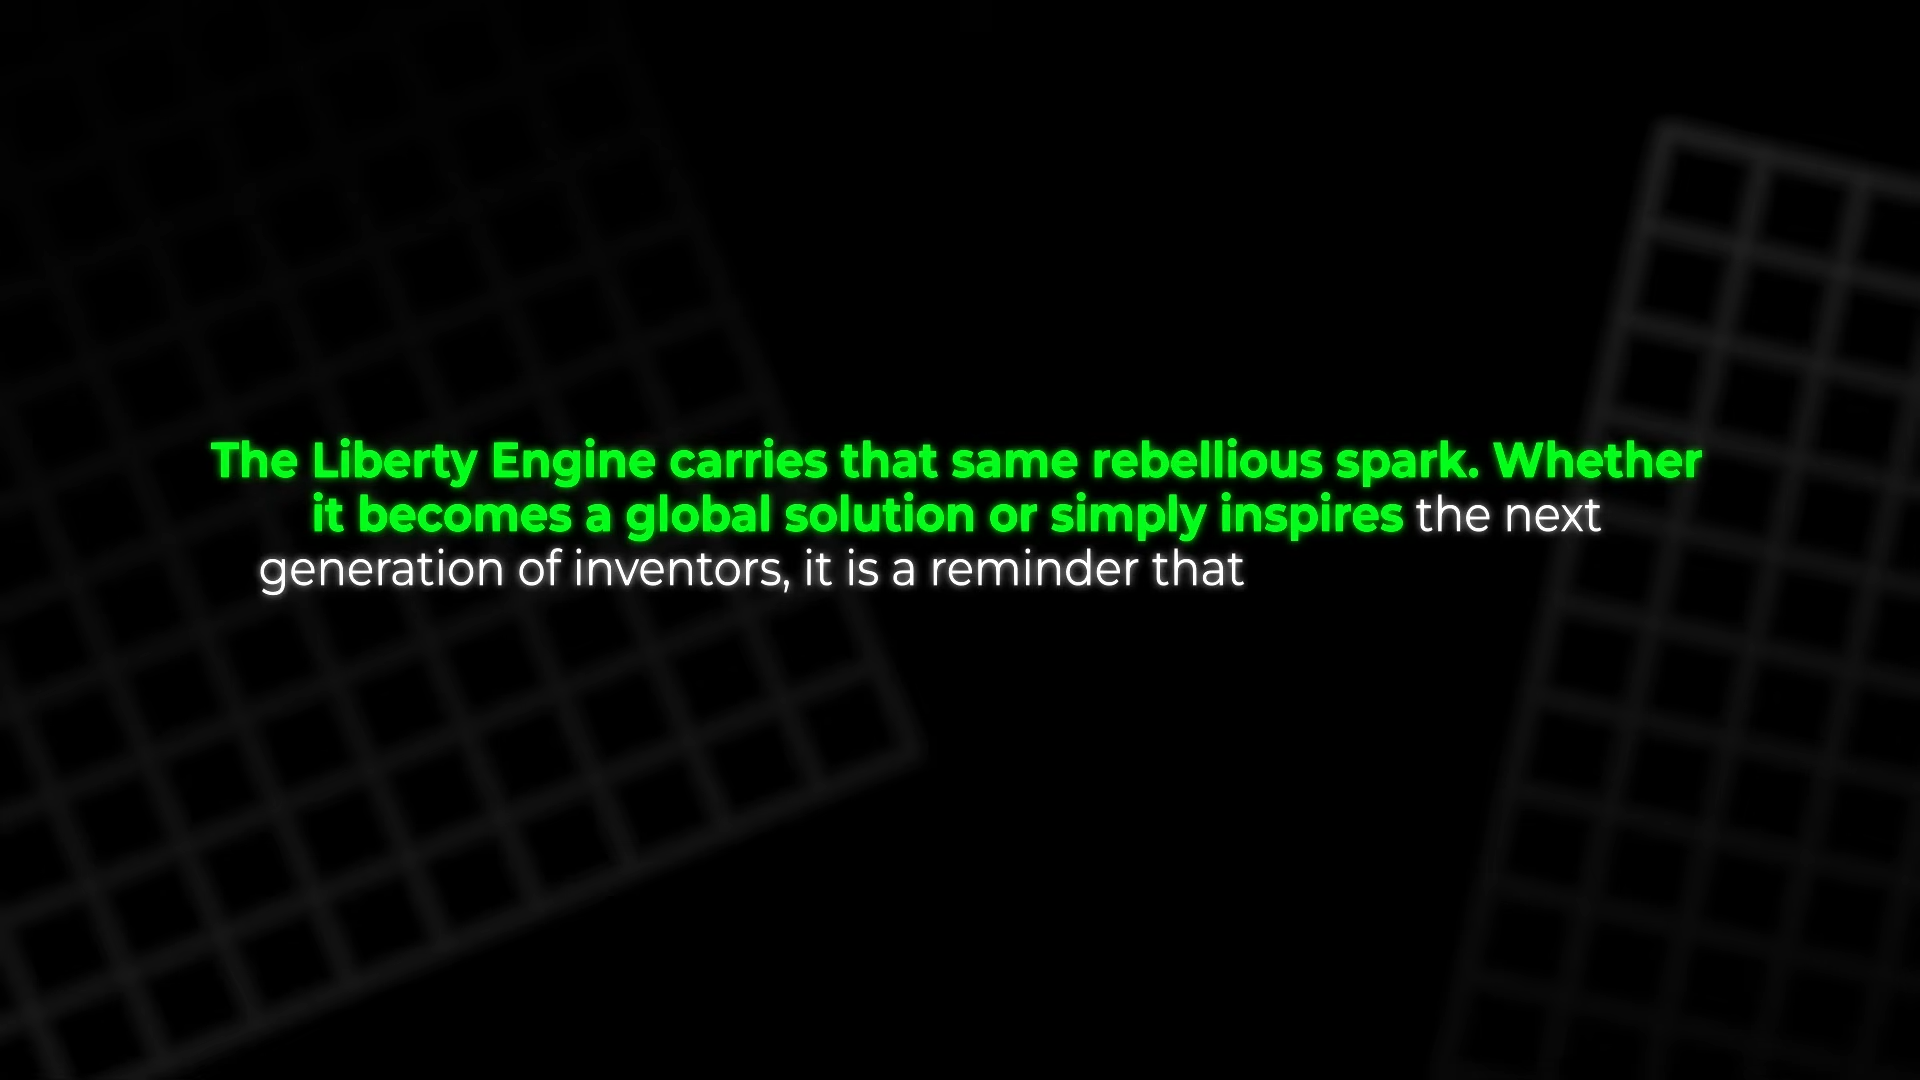 The Liberty Engine carries that same rebellious spark. Whether
it becomes a global solution or simply inspires the next
generation of inventors, it is a reminder that